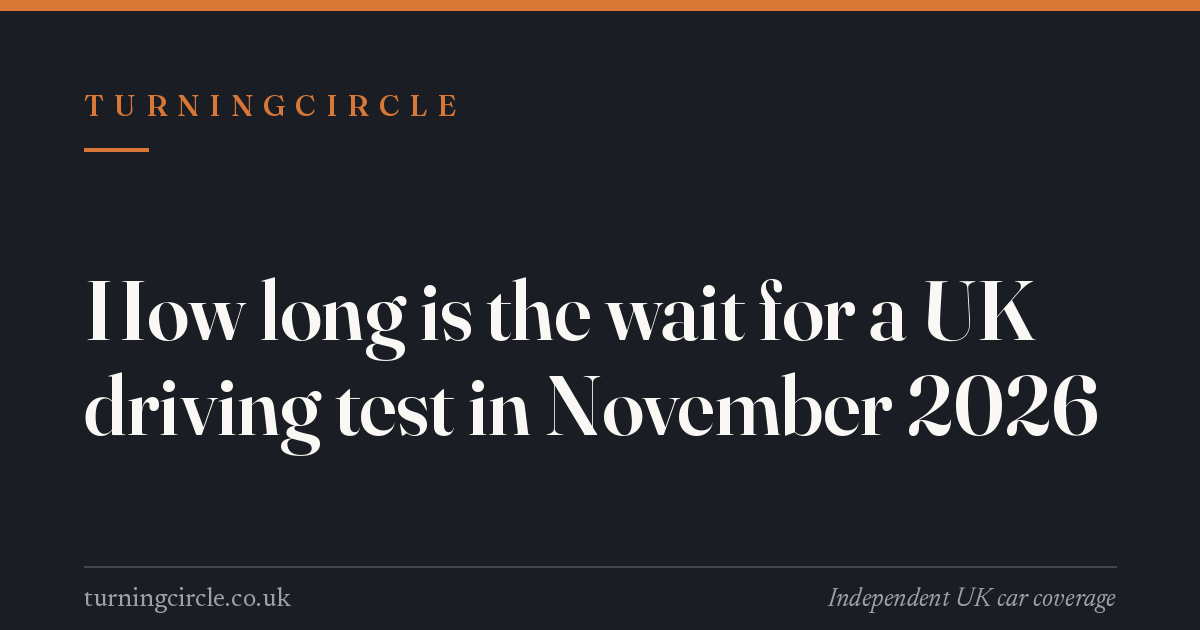 TURNINGCIRCLE
How long is the wait for a UK
driving test in November 2026
turningcircle.co.uk
Independent UK car coverage